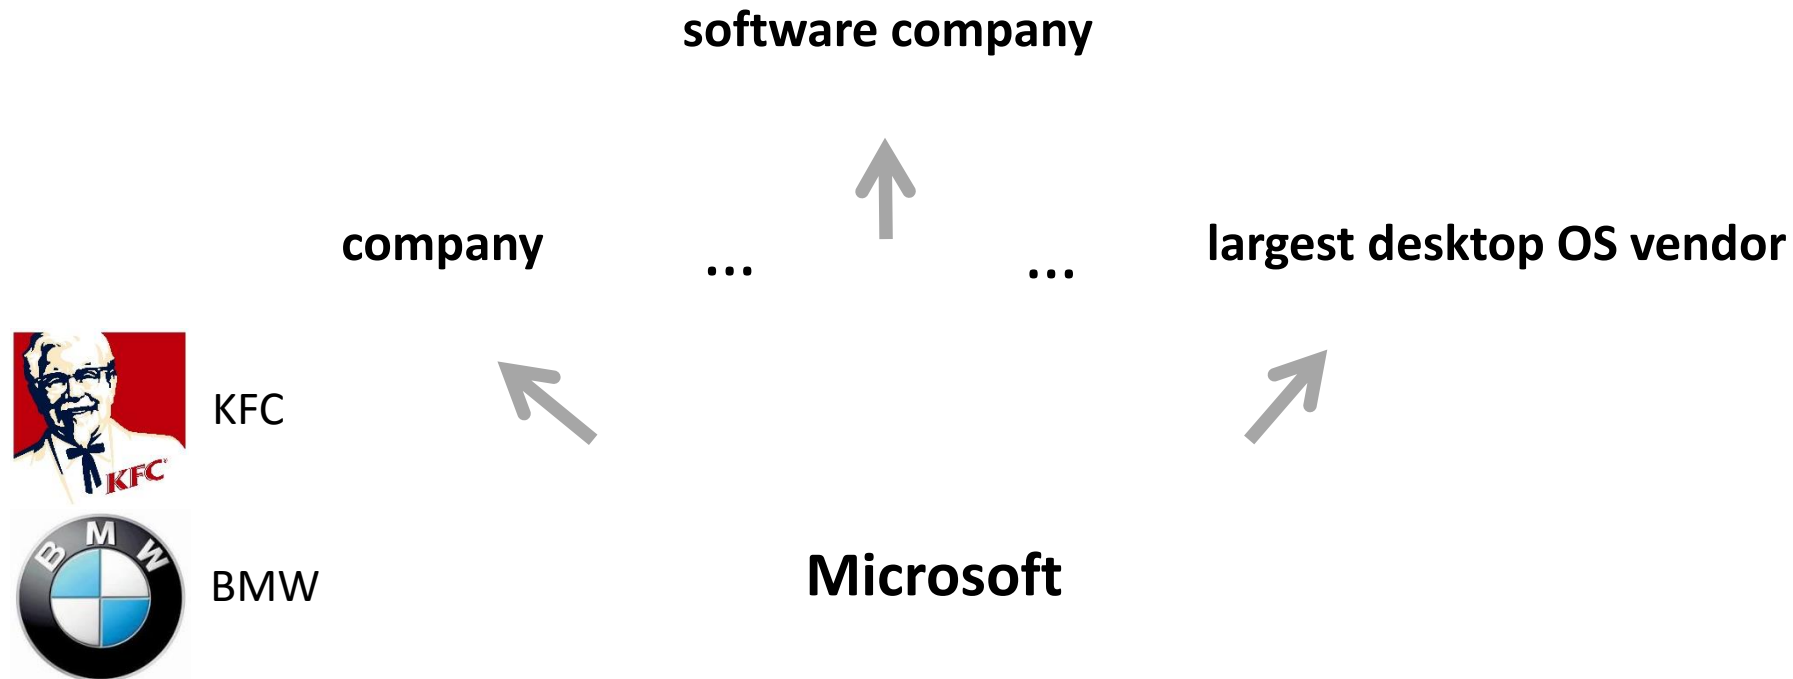 software company
company
...
...
largest desktop OS vendor
KFC
KFC
BMW
BMW
Microsoft